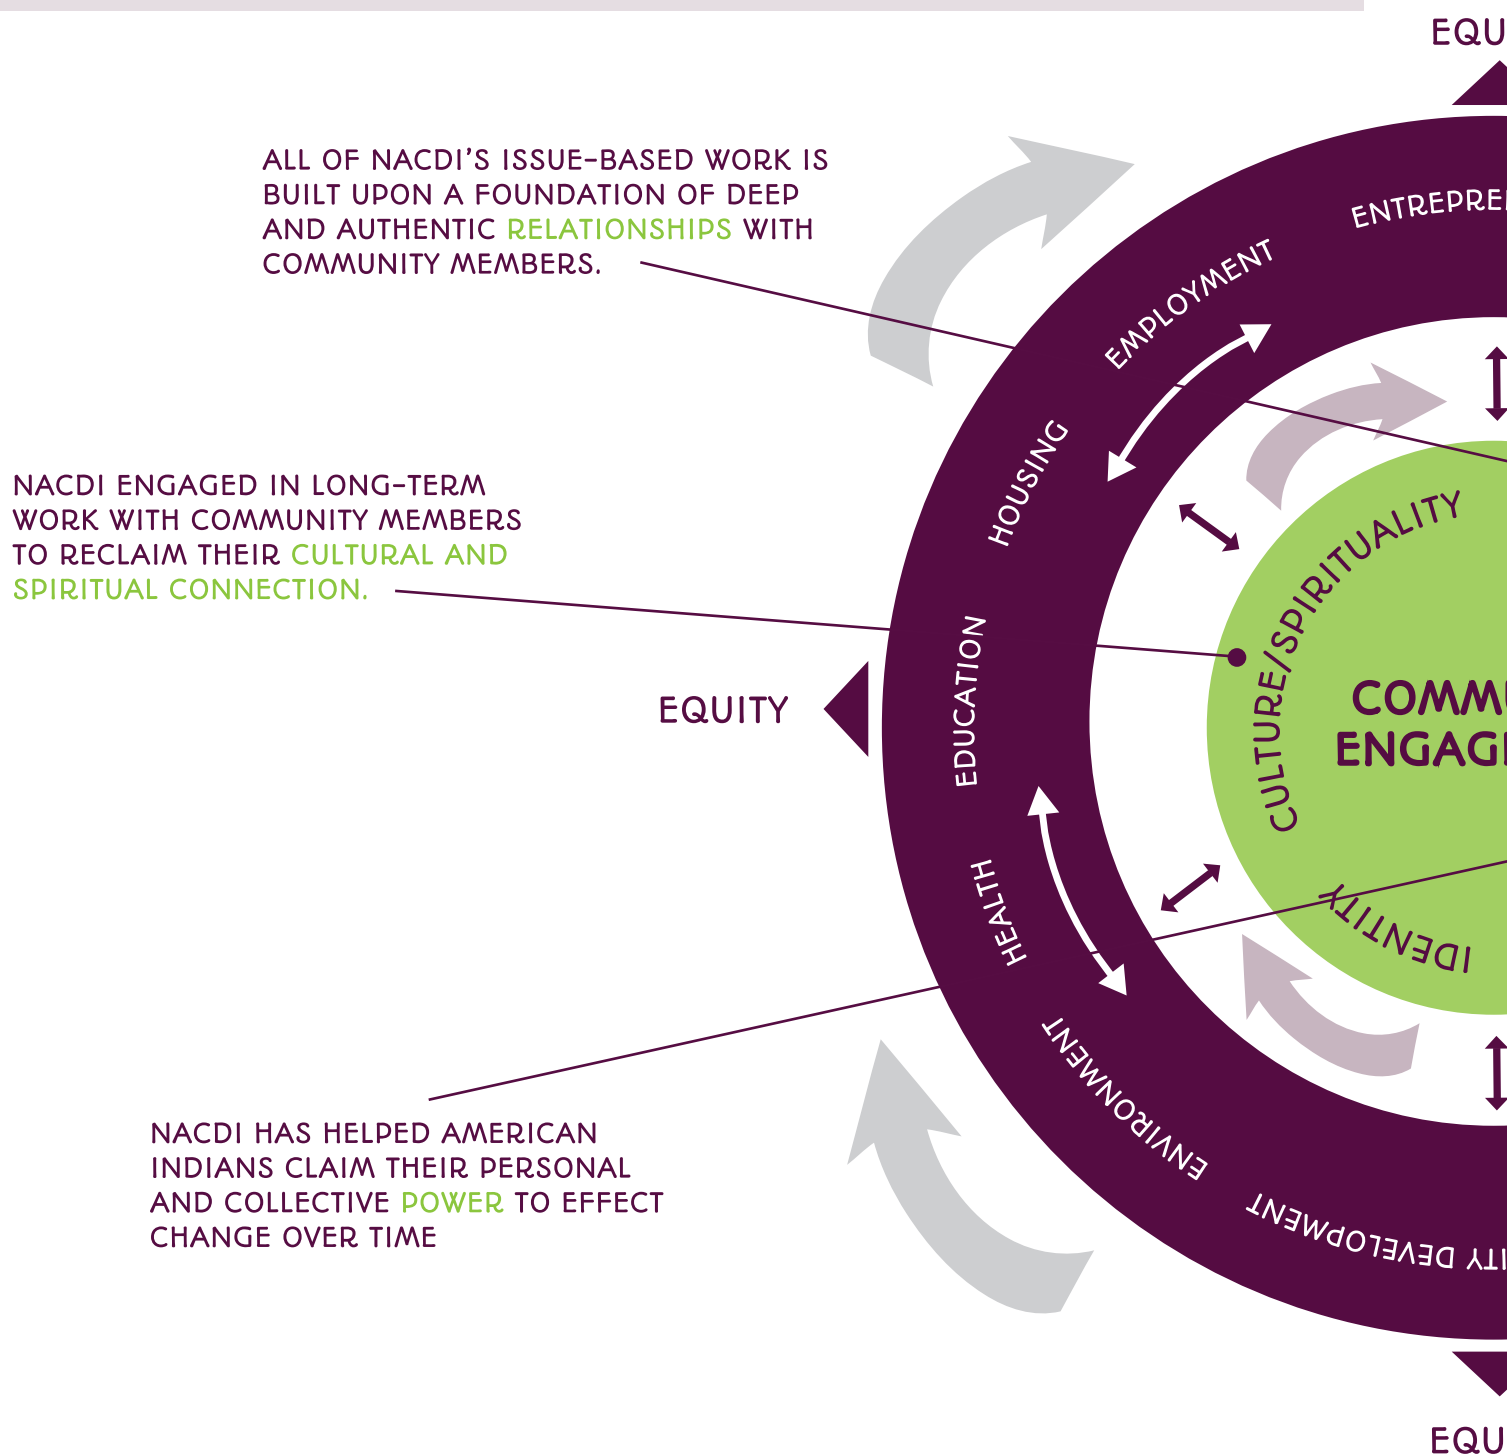 EQU
ALL OF NACDI'S ISSUE-BASED WORK IS
BUILT UPON A FOUNDATION OF DEEP
AND AUTHENTIC RELATIONSHIPS WITH
COMMUNITY MEMBERS.
ENTREPRE
EMPLOYMENT
HOUSING
NACDI ENGAGED IN LONG-TERM
WORK WITH COMMUNITY MEMBERS
TO RECLAIM THEIR CULTURAL AND
SPIRITUAL CONNECTION.
CULTURE/SPIRITUALITY
EDUCATION
EQUITY
COMMU
ENGAGE
HEALTH
IDENTITY
ENVIRONMENT
NACDI HAS HELPED AMERICAN
INDIANS CLAIM THEIR PERSONAL
AND COLLECTIVE POWER TO EFFECT
CHANGE OVER TIME
ITY DEVELOPMENT
EQU